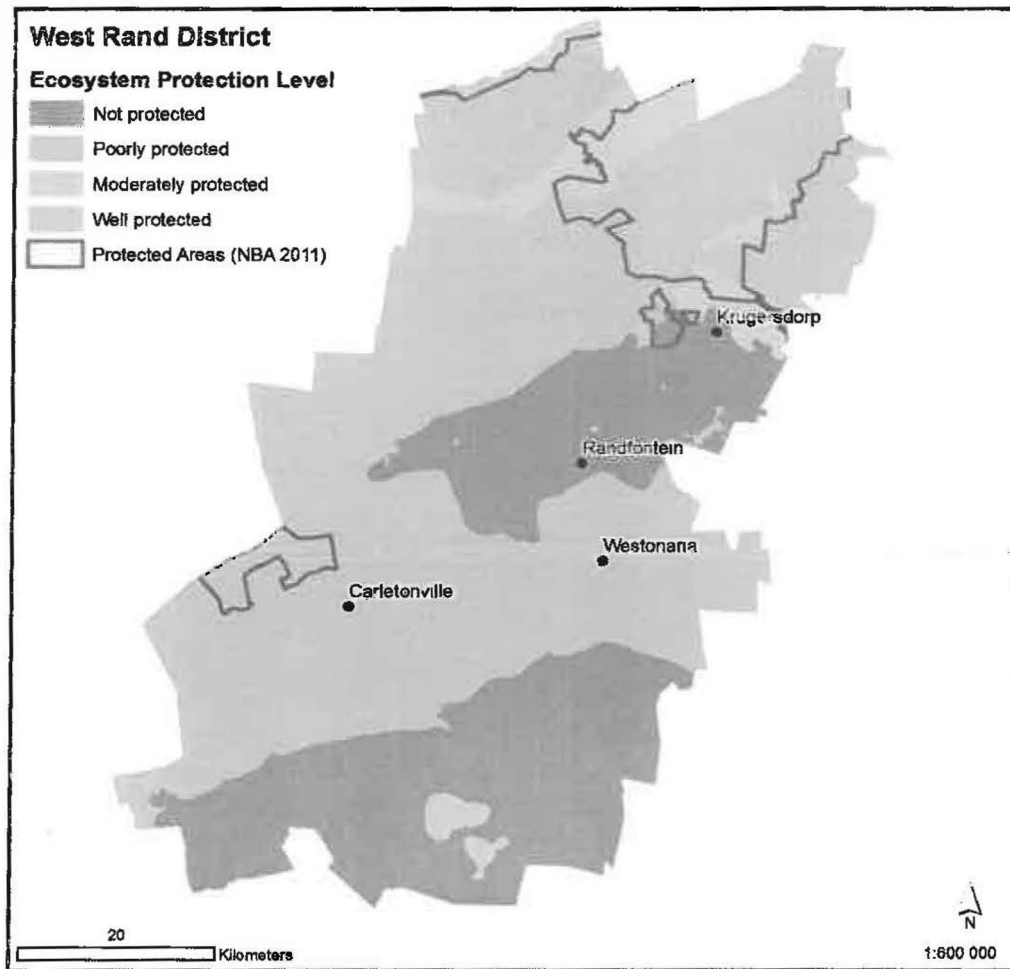 West Rand District
Ecosystem Protection Level
Not protected
Poorly protected
Moderately protected
Well protected
Protected Areas (NBA 2011)
Krugersdorp
Randfontein
Westonaria
Carletonville
20
Kilometers
N
1:600 000